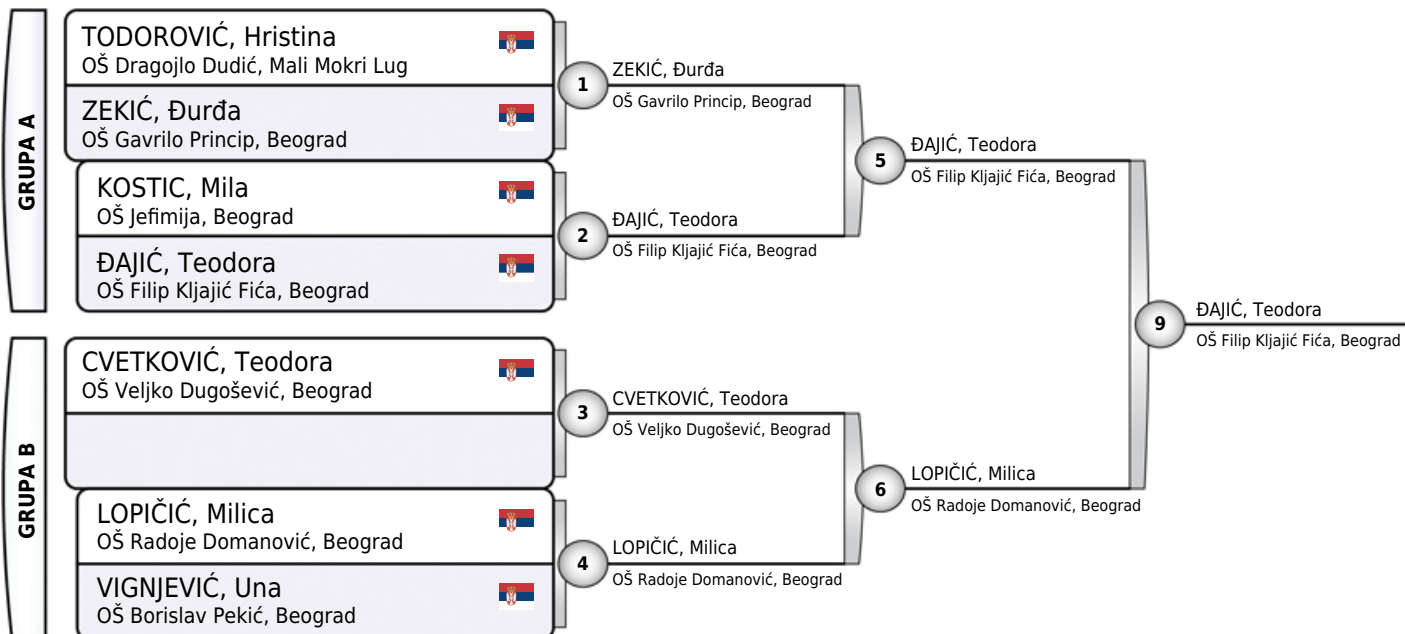 GRUPA A
TODOROVIĆ, Hristina
OŠ Dragojlo Dudić, Mali Mokri Lug
ZEKIĆ, Đurđa
OŠ Gavrilo Princip, Beograd
KOSTIC, Mila
OŠ Jefimija, Beograd
ĐAJIĆ, Teodora
OŠ Filip Kljajić Fića, Beograd
GRUPA B
CVETKOVIĆ, Teodora
OŠ Veljko Dugošević, Beograd
LOPIČIĆ, Milica
OŠ Radoje Domanović, Beograd
VIGNJEVIĆ, Una
OŠ Borislav Pekić, Beograd
1
ZEKIĆ, Đurđa
OŠ Gavrilo Princip, Beograd
2
ĐAJIĆ, Teodora
OŠ Filip Kljajić Fića, Beograd
3
CVETKOVIĆ, Teodora
OŠ Veljko Dugošević, Beograd
4
LOPIČIĆ, Milica
OŠ Radoje Domanović, Beograd
5
ĐAJIĆ, Teodora
OŠ Filip Kljajić Fića, Beograd
6
LOPIČIĆ, Milica
OŠ Radoje Domanović, Beograd
9
ĐAJIĆ, Teodora
OŠ Filip Kljajić Fića, Beograd